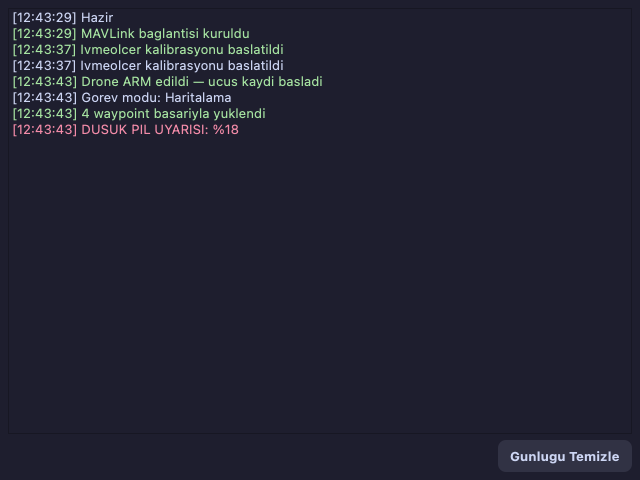 [12:43:29] Hazir
[12:43:29] MAVLink baglantisi kuruldu
[12:43:37] Ivmeolcer kalibrasyonu baslatildi
[12:43:37] Ivmeolcer kalibrasyonu baslatildi
[12:43:43] Drone ARM edildi — ucus kaydi basladi
[12:43:43] Gorev modu: Haritalama
[12:43:43] 4 waypoint basariyla yuklendi
[12:43:43] DUSUK PIL UYARISI: %18
Gunlugu Temizle